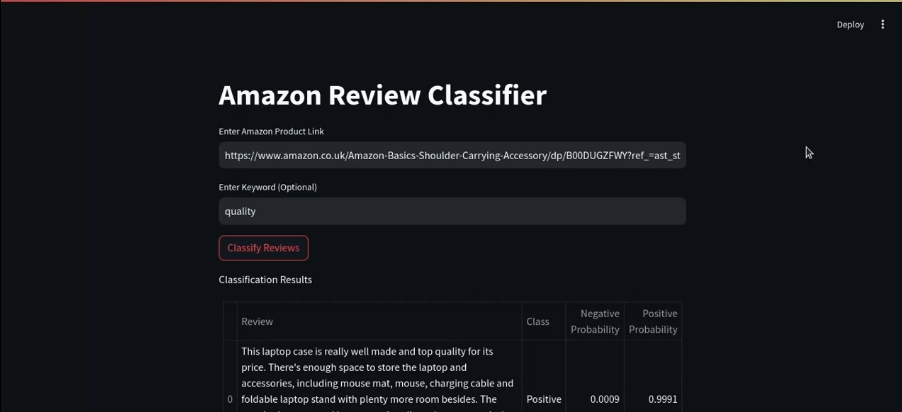 Deploy
Amazon Review Classifier
Enter Amazon Product Link
https://www.amazon.co.uk/Amazon-Basics-Shoulder-Carrying-Accessory/dp/B00DUGZFWY?ref_=ast_st
Enter Keyword (Optional)
quality
Classify Reviews
Classification Results
Review Class Negative Probability Positive Probability
This laptop case is really well made and top quality for its
price. There's enough space to store the laptop and
accessories, including mouse mat, mouse, charging cable and
0 foldable laptop stand with plenty more room besides. The Positive 0.0009 0.9991